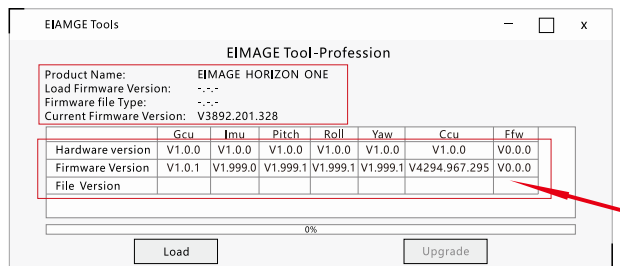 EIAMGE Tools
EIMAGE Tool-Profession
Product Name: EIMAGE HORIZON ONE
Load Firmware Version: -.-.-
Firmware file Type: -.-.-
Current Firmware Version: V3892.201.328
Gcu Imu Pitch Roll Yaw Ccu Ffw
Hardware version V1.0.0 V1.0.0 V1.0.0 V1.0.0 V1.0.0 V1.0.0 V0.0.0
Firmware Version V1.0.1 V1.999.0 V1.999.1 V1.999.1 V1.999.1 V4294.967.295 V0.0.0
File Version
0%
Load Upgrade